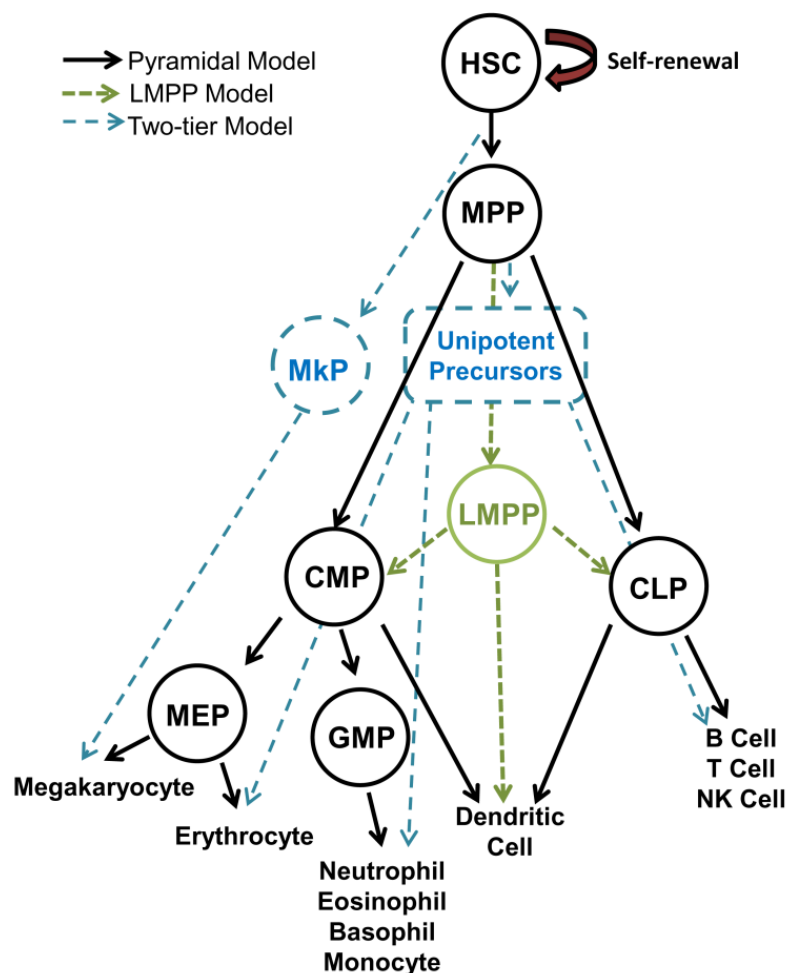 Pyramidal Model
LMPP Model
Two-tier Model
HSC
Self-renewal
MPP
MkP
Unipotent
Precursors
LMPP
CMP
CLP
MEP
GMP
Megakaryocyte
Erythrocyte
Neutrophil
Eosinophil
Basophil
Monocyte
Dendritic
Cell
B Cell
T Cell
NK Cell